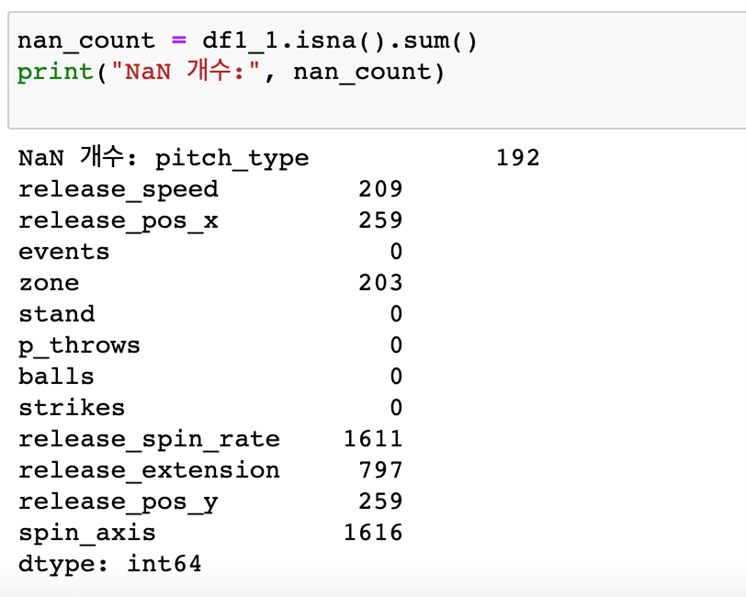 nan_count = df1_1.isna().sum()
print("NaN 개수:", nan_count)
NaN 개수: pitch_type 192
release_speed 209
release_pos_x 259
events 0
zone 203
stand 0
p_throws 0
balls 0
strikes 0
release_spin_rate 1611
release_extension 797
release_pos_y 259
spin_axis 1616
dtype: int64